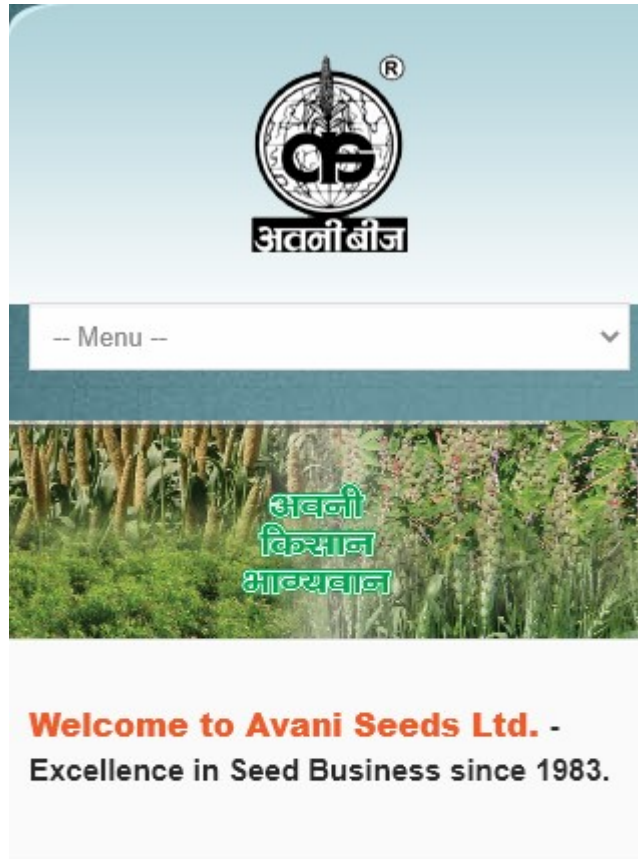 ®
अवनी बीज
-- Menu --
अवनी
किसान
भाग्यवान
Welcome to Avani Seeds Ltd. -
Excellence in Seed Business since 1983.